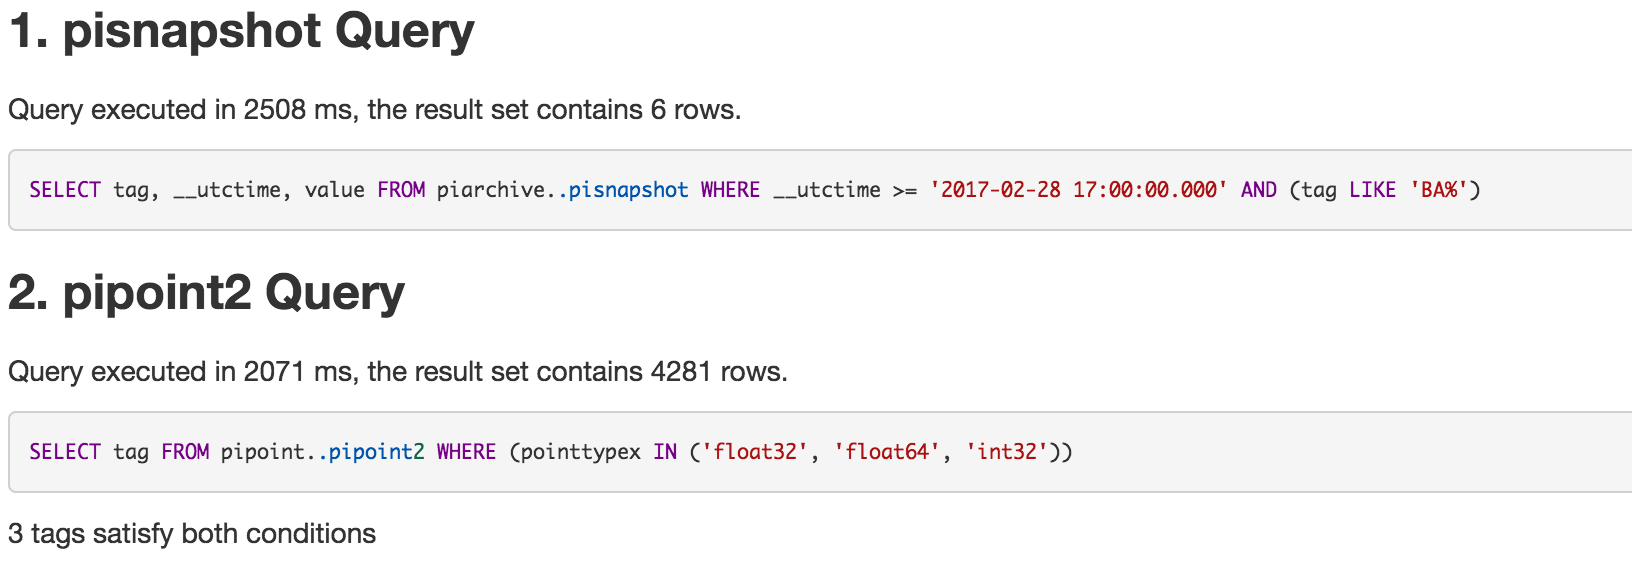 1. pisnapshot Query
Query executed in 2508 ms, the result set contains 6 rows.
SELECT tag, __utctime, value FROM piarchive..pisnapshot WHERE __utctime >= '2017-02-28 17:00:00.000' AND (tag LIKE 'BA%')
2. pipoint2 Query
Query executed in 2071 ms, the result set contains 4281 rows.
SELECT tag FROM pipoint..pipoint2 WHERE (pointtypex IN ('float32', 'float64', 'int32'))
3 tags satisfy both conditions